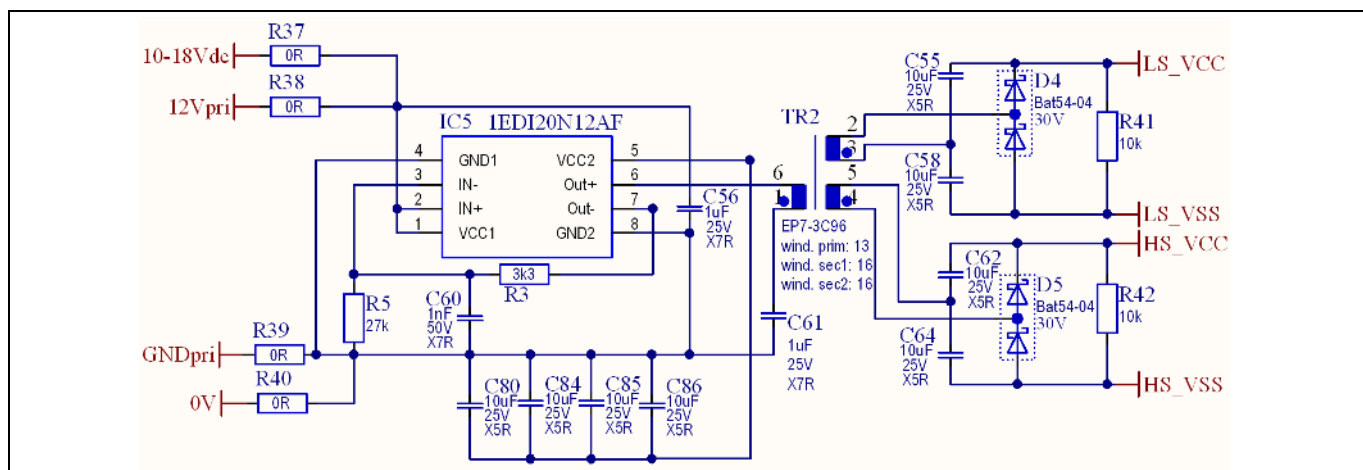 R37
10-18Vdc
0R
R38
12Vpri
0R
IC5 1EDI20N12AF
4 GND1 VCC2 5
3 IN- Out+ 6
2 IN+ Out- 7
1 VCC1 GND2 8
C56
1uF
25V
X7R
3k3
R3
R5
27k
C60
1nF
50V
X7R
R39
GNDpri
0R
R40
0V
0R
C80
10uF
25V
X5R
C84
10uF
25V
X5R
C85
10uF
25V
X5R
C86
10uF
25V
X5R
C61
1uF
25V
X7R
TR2
6
1
2
3
5
4
EP7-3C96
wind. prim: 13
wind. sec1: 16
wind. sec2: 16
C55
10uF
25V
X5R
C58
10uF
25V
X5R
D4
Bat54-04
30V
R41
10k
LS_VCC
LS_VSS
HS_VCC
C62
10uF
25V
X5R
C64
10uF
25V
X5R
D5
Bat54-04
30V
R42
10k
HS_VSS